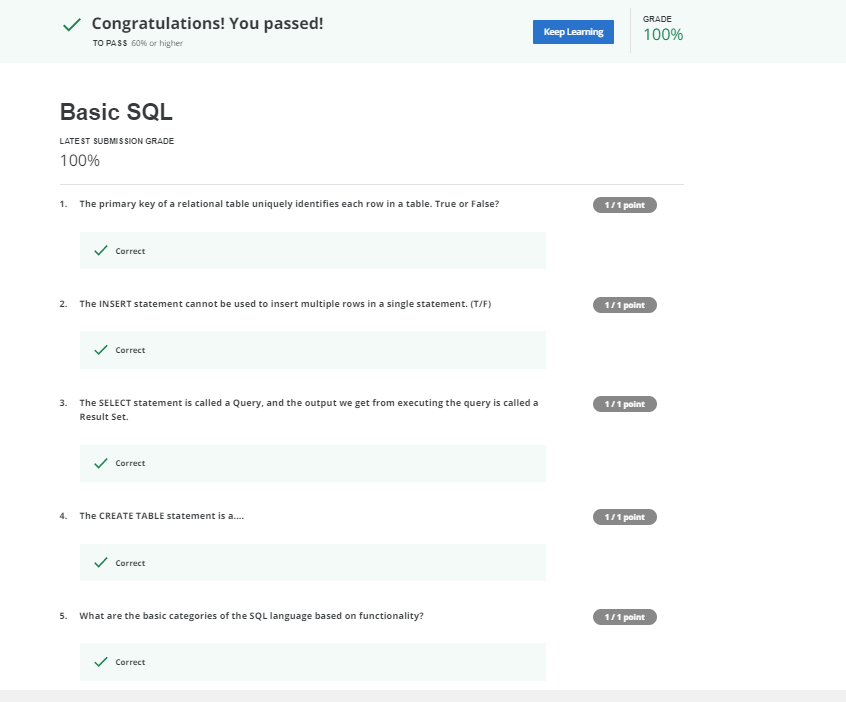 Congratulations! You passed!
TO PASS 60% or higher
Keep Learning
GRADE
100%
Basic SQL
LATEST SUBMISSION GRADE
100%
1. The primary key of a relational table uniquely identifies each row in a table. True or False?
1 / 1 point
Correct
2. The INSERT statement cannot be used to insert multiple rows in a single statement. (T/F)
1 / 1 point
Correct
3. The SELECT statement is called a Query, and the output we get from executing the query is called a
Result Set.
1 / 1 point
Correct
4. The CREATE TABLE statement is a....
1 / 1 point
Correct
5. What are the basic categories of the SQL language based on functionality?
1 / 1 point
Correct